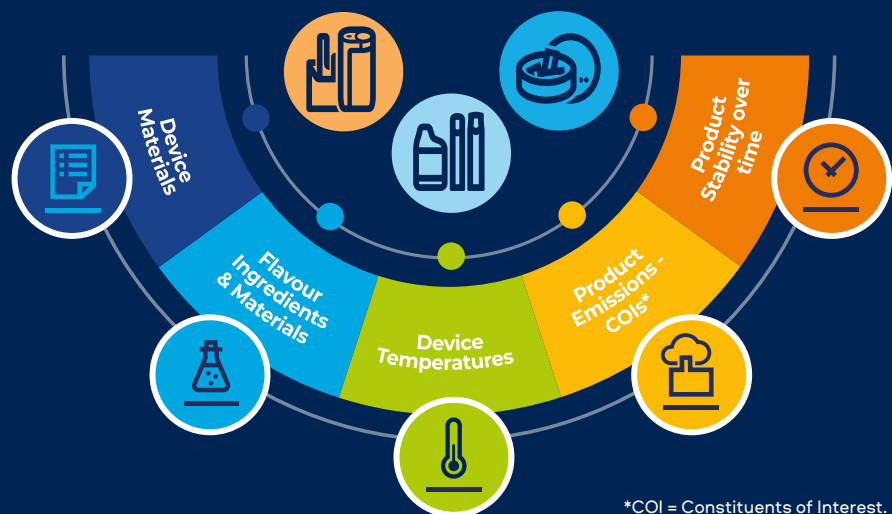 Device
Materials
Flavour
Ingredients
& Materials
Device
Temperatures
Product
Emissions -
COIs*
Product
Stability over
time
*COI = Constituents of Interest.